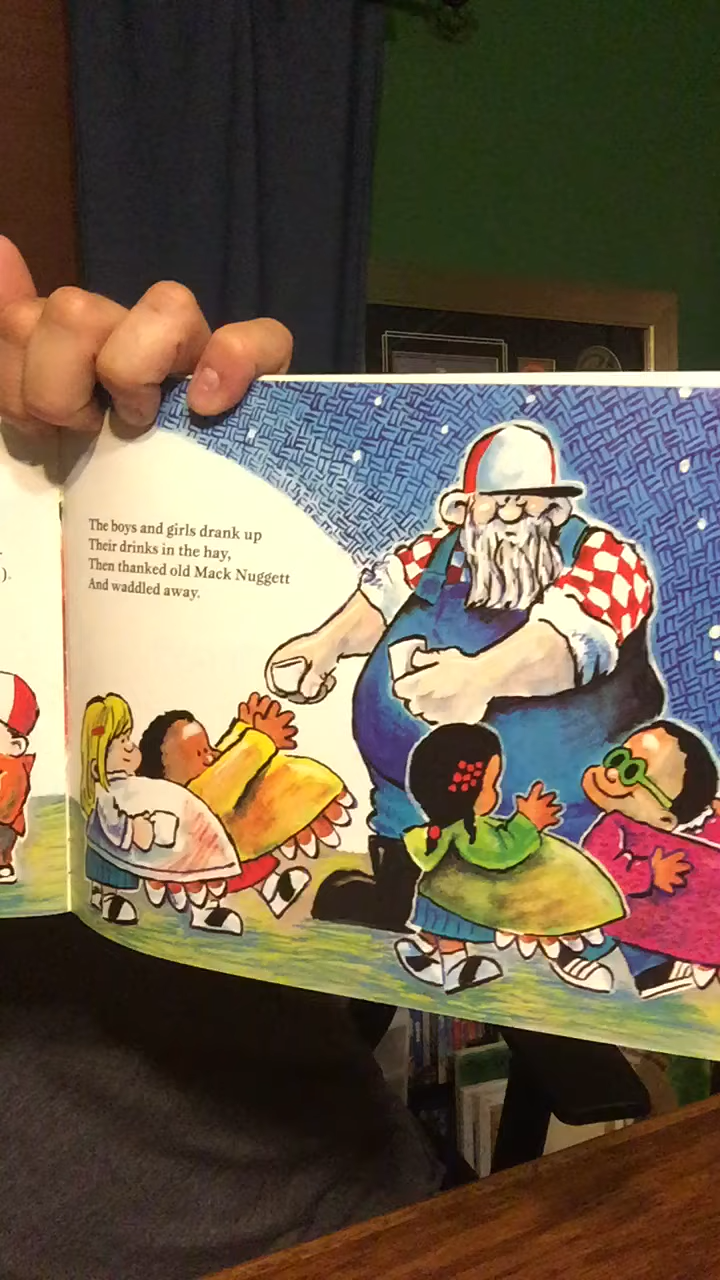 ).
The boys and girls drank up
Their drinks in the hay,
Then thanked old Mack Nuggett
And waddled away.